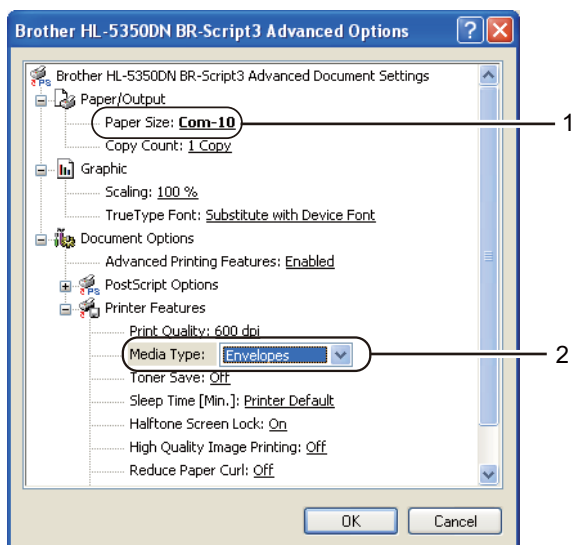 Brother HL-5350DN BR-Script3 Advanced Options
Brother HL-5350DN BR-Script3 Advanced Document Settings
Paper/Output
Paper Size: Com-10
1
Copy Count: 1 Copy
Graphic
Scaling: 100 %
TrueType Font: Substitute with Device Font
Document Options
Advanced Printing Features: Enabled
PS PostScript Options
Printer Features
Print Quality: 600 dpi
Media Type: Envelopes
2
Toner Save: Off
Sleep Time [Min.]: Printer Default
Halftone Screen Lock: On
High Quality Image Printing: Off
Reduce Paper Curl: Off
OK Cancel